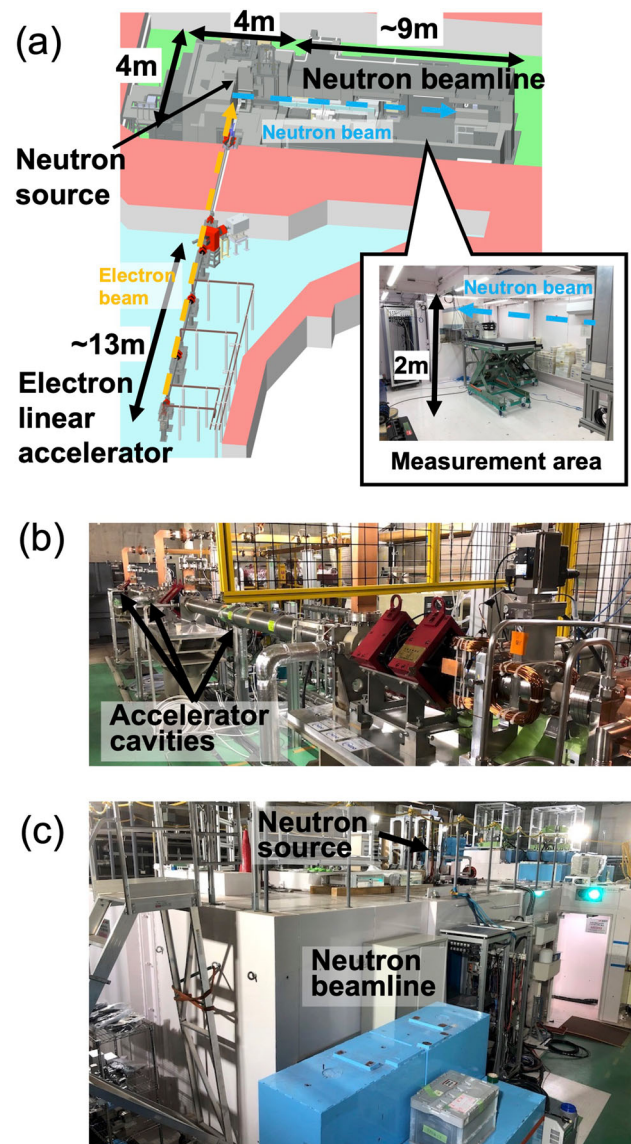 (a)
4m
~9m
4m
Neutron beamline
Neutron beam
Neutron
source
Electron
beam
~13m
Electron
linear
accelerator
Neutron beam
2m
Measurement area
(b)
Accelerator
cavities
(c)
Neutron
source
Neutron
beamline